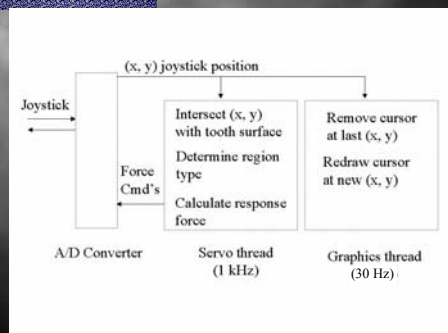 (x, y) joystick position
Joystick
Intersect (x, y)
with tooth surface
Determine region
type
Calculate response
force
Remove cursor
at last (x, y)
Redraw cursor
at new (x, y)
Force
Cmd's
A/D Converter
Servo thread
(1 kHz)
Graphics thread
(30 Hz)